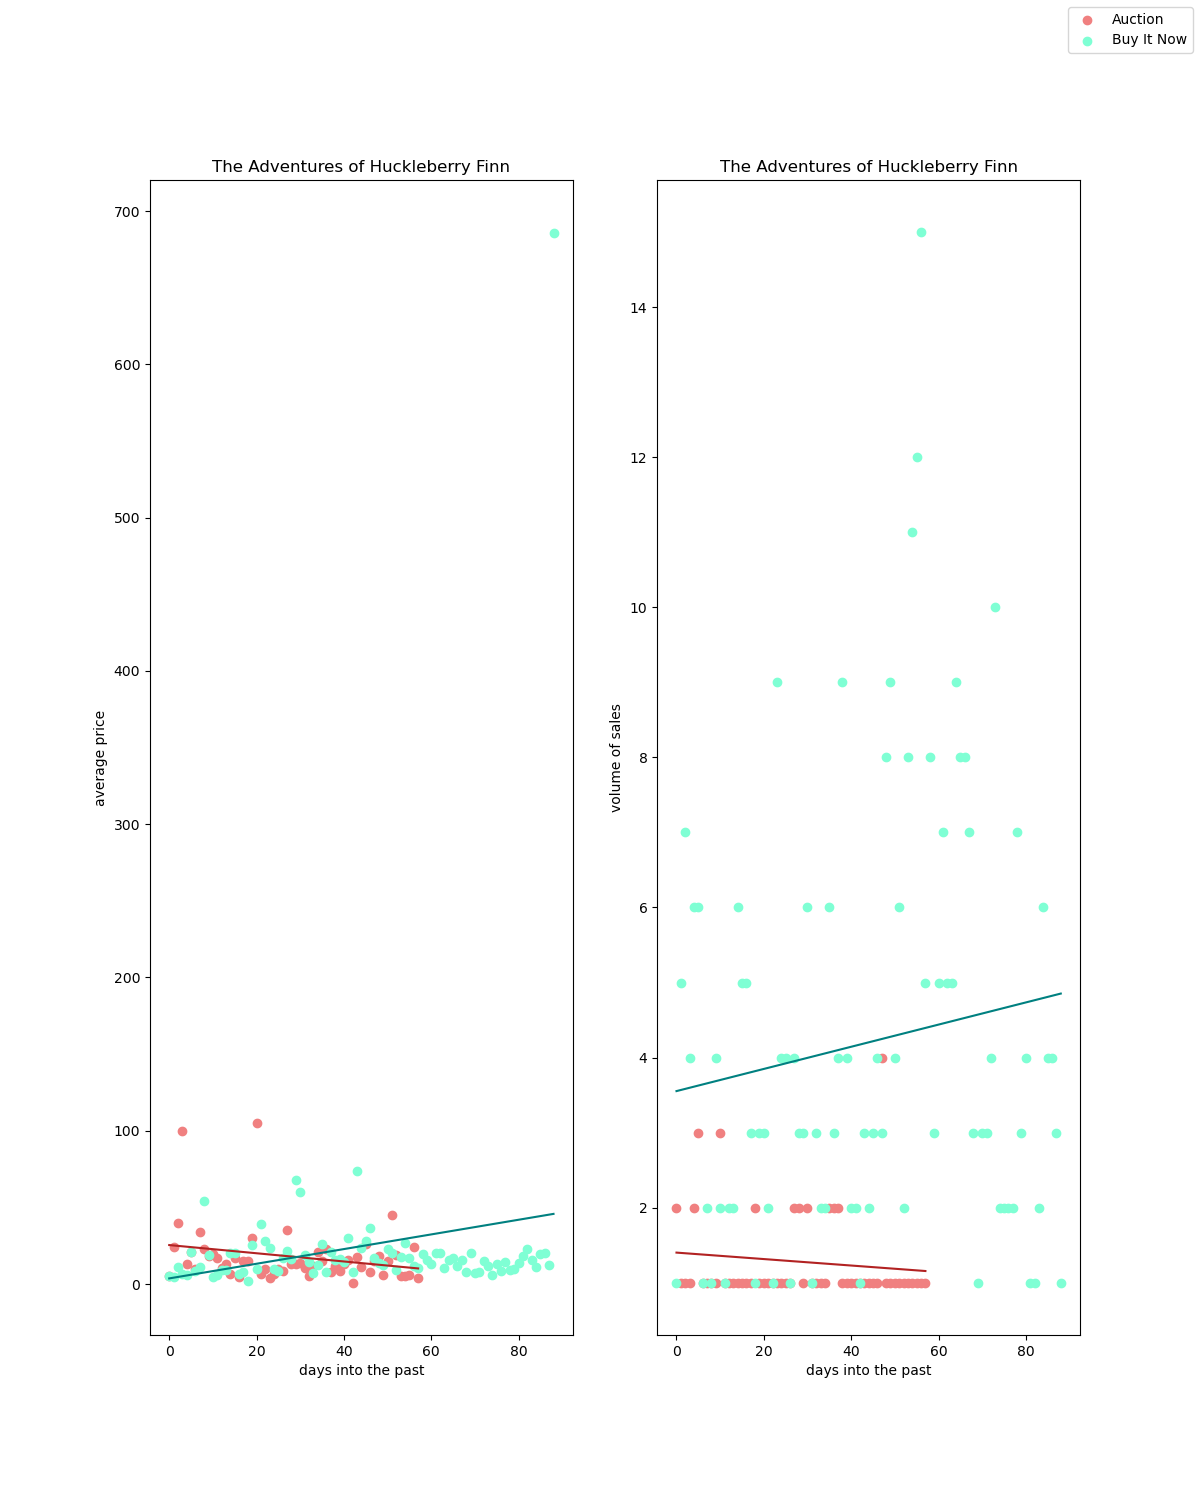 Auction
Buy It Now
The Adventures of Huckleberry Finn
700
600
500
400
300
200
100
0
average price
0 20 40 60 80
days into the past
The Adventures of Huckleberry Finn
14
12
10
8
6
4
2
volume of sales
0 20 40 60 80
days into the past